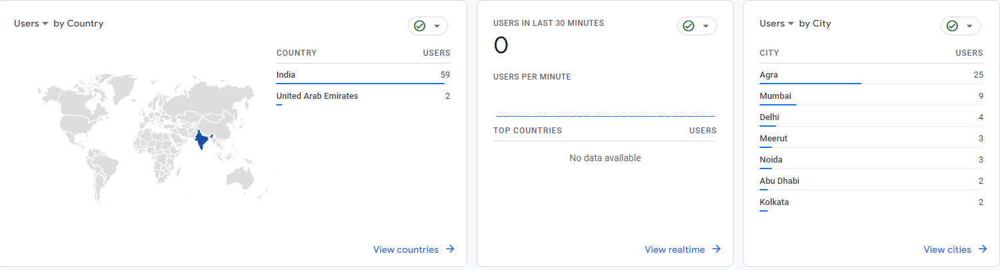 Users by Country
COUNTRY USERS
India 59
United Arab Emirates 2
View countries
USERS IN LAST 30 MINUTES
0
USERS PER MINUTE
TOP COUNTRIES USERS
No data available
View realtime
Users by City
CITY USERS
Agra 25
Mumbai 9
Delhi 4
Meerut 3
Noida 3
Abu Dhabi 2
Kolkata 2
View cities